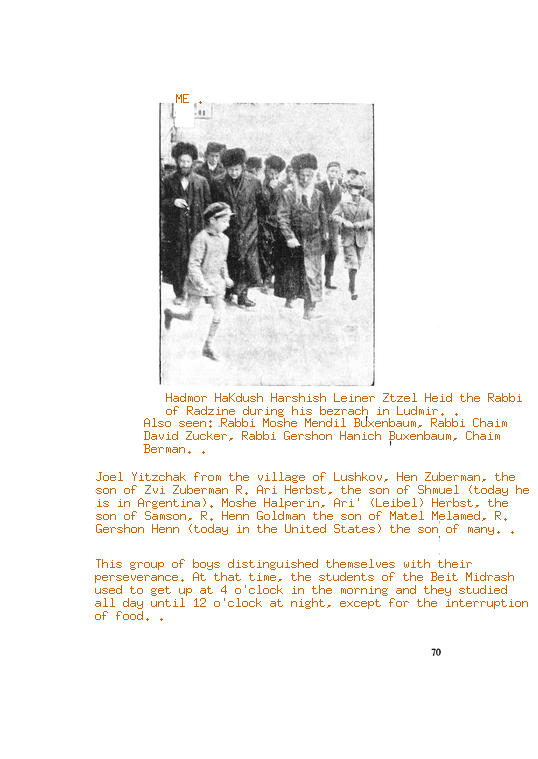 ME .
Hadmor HaKdush Harshish Leiner Ztzel Heid the Rabbi
of Radzine during his bezrach in Ludmir. .
Also seen: Rabbi Moshe Mendil Buxenbaum, Rabbi Chaim
David Zucker, Rabbi Gershon Hanich Buxenbaum, Chaim
Berman. .
Joel Yitzchak from the village of Lushkov, Hen Zuberman, the
son of Zvi Zuberman R. Ari Herbst, the son of Shmuel (today he
is in Argentina). Moshe Halperin, Ari' (Leibel) Herbst, the
son of Samson, R. Henn Goldman the son of Matel Melamed, R.
Gershon Henn (today in the United States) the son of many. .
This group of boys distinguished themselves with their
perseverance. At that time, the students of the Beit Midrash
used to get up at 4 o'clock in the morning and they studied
all day until 12 o'clock at night, except for the interruption
of food. .
70